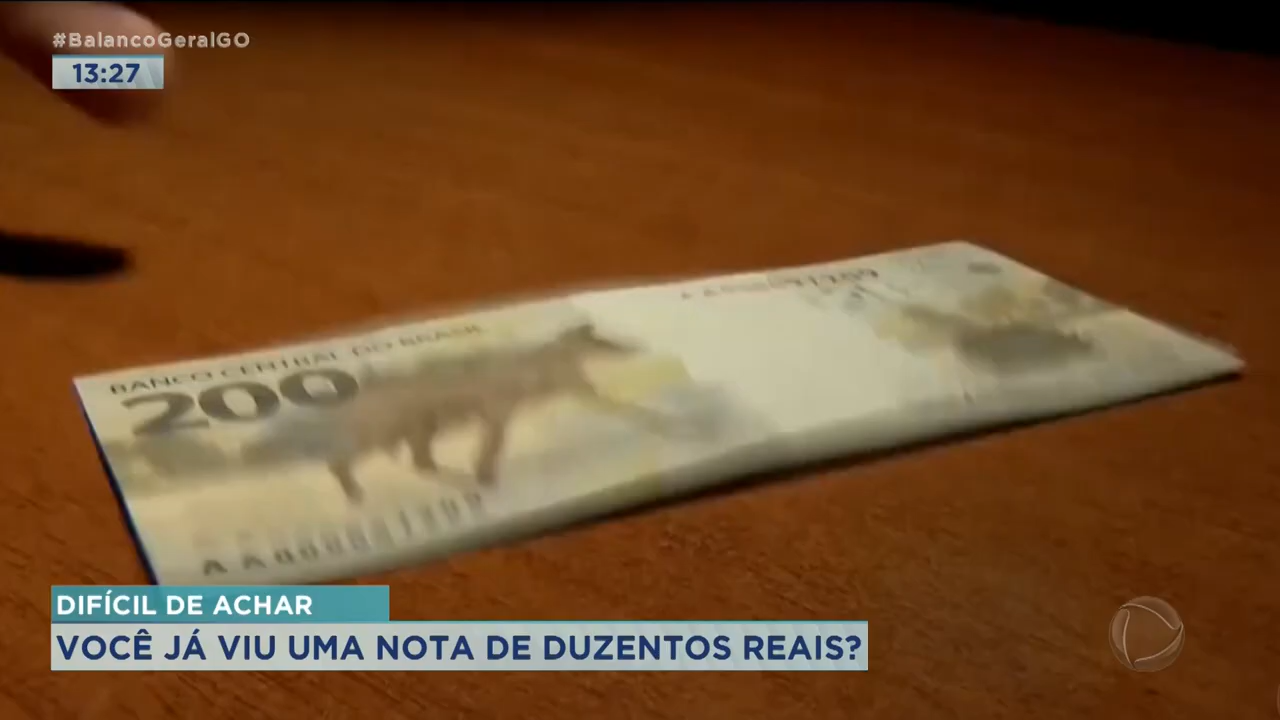 #BalancoGeralGO
13:27
BANCO CENTRAL DO BRASIL
200
DIFÍCIL DE ACHAR
VOCÊ JÁ VIU UMA NOTA DE DUZENTOS REAIS?